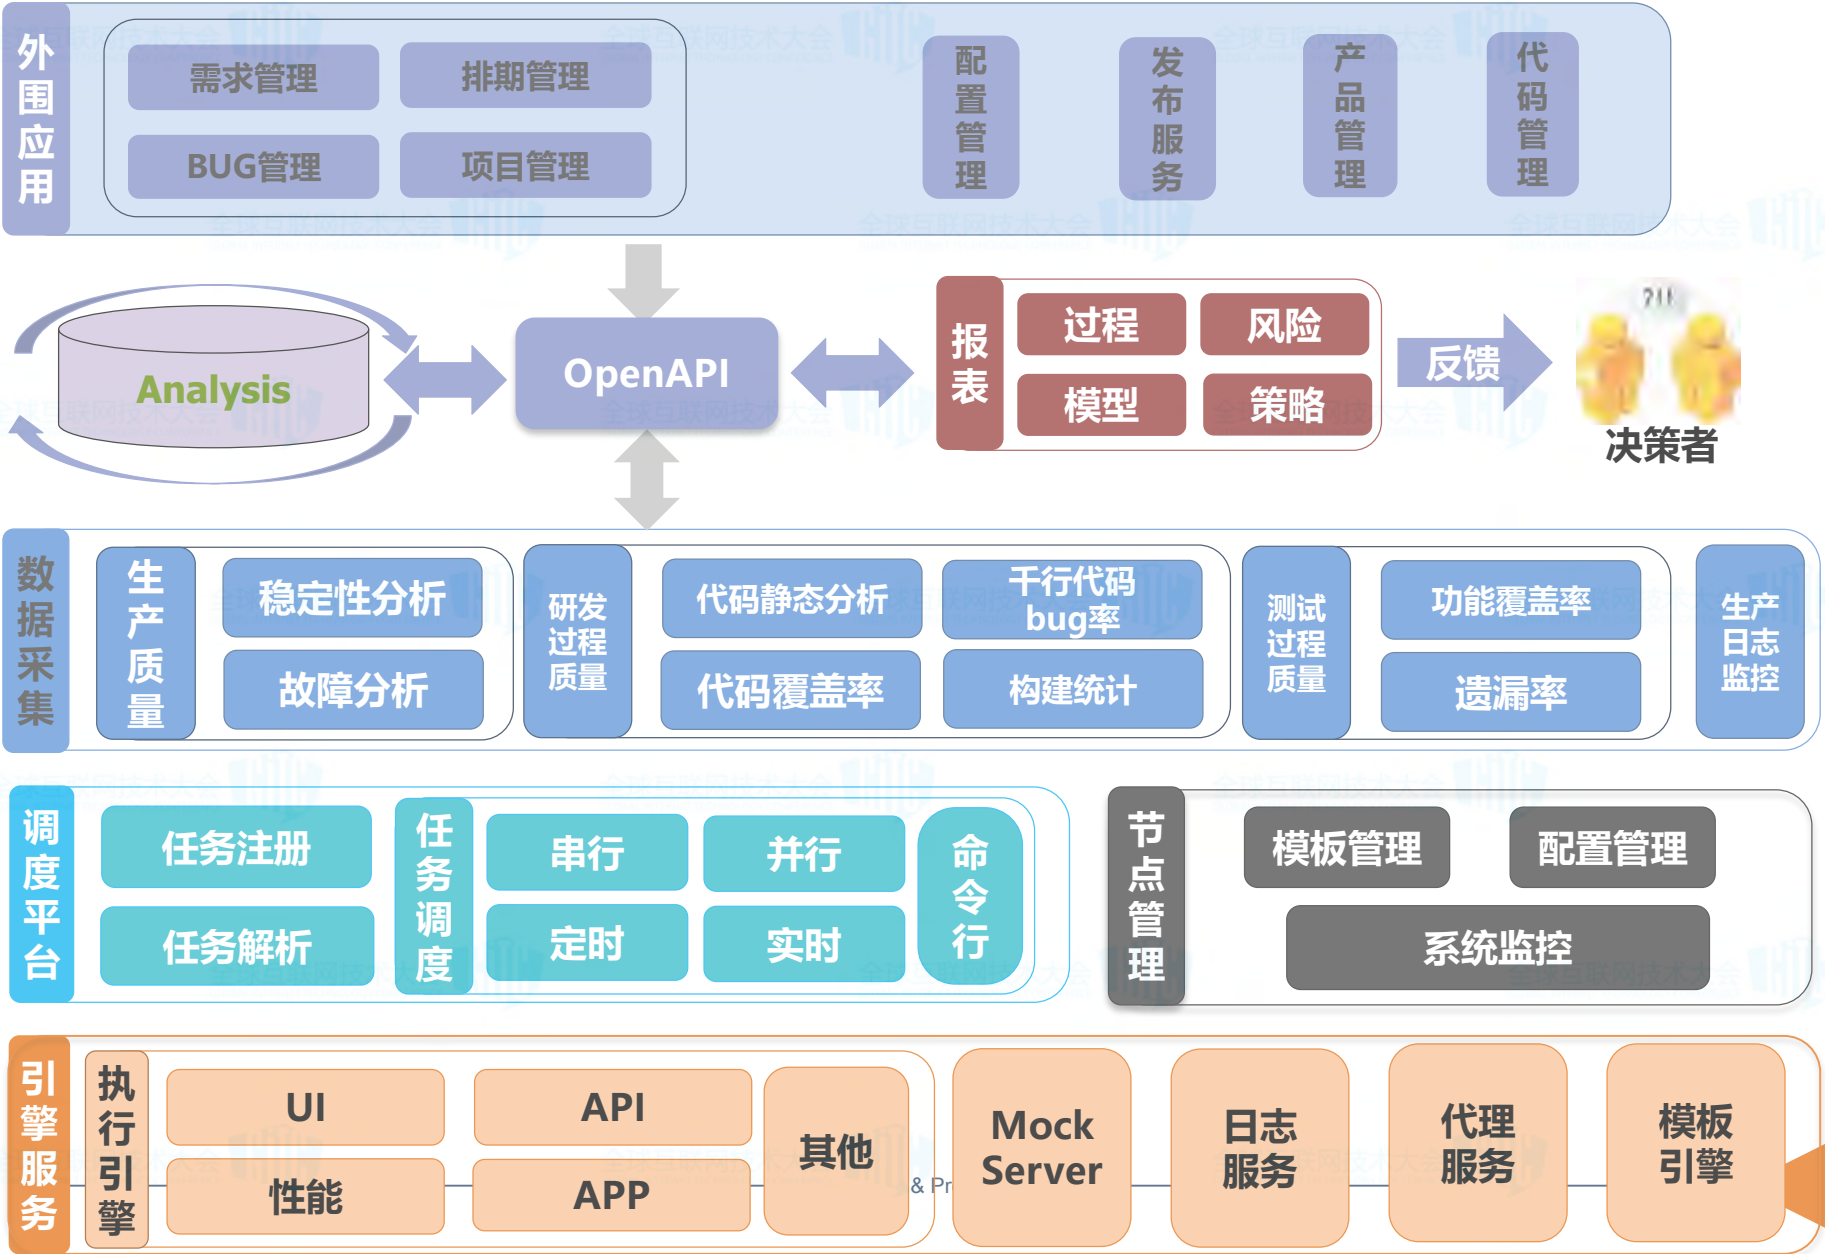 外围应用
需求管理
排期管理
BUG管理
项目管理
配置管理
发布服务
产品管理
代码管理
Analysis
OpenAPI
报表
过程
风险
模型
策略
反馈
?!!
决策者
数据采集
生产质量
稳定性分析
故障分析
研发
过程
质量
代码静态分析
千行代码
bug率
代码覆盖率
构建统计
测试
过程
质量
功能覆盖率
遗漏率
生产
日志
监控
调度平台
任务注册
任务解析
任务调度
串行
并行
定时
实时
命令行
节点管理
模板管理
配置管理
系统监控
引擎服务
执行引擎
UI
API
性能
APP
其他
& Pr
Mock
Server
日志
服务
代理
服务
模板
引擎
全球互联网技术大会